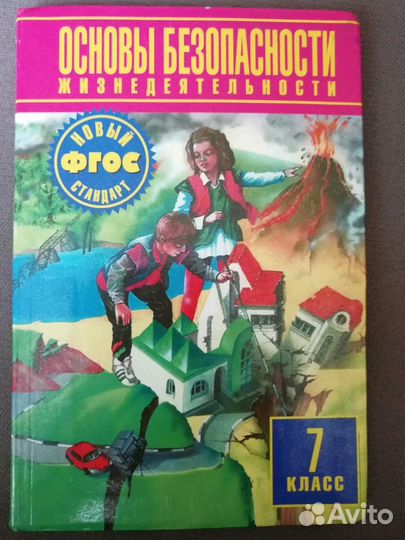 ОСНОВЫ БЕЗОПАСНОСТИ
ЖИЗНЕДЕЯТЕЛЬНОСТИ
НОВЫЙ
ФГОС
СТАНДАРТ
7
КЛАСС
Avito